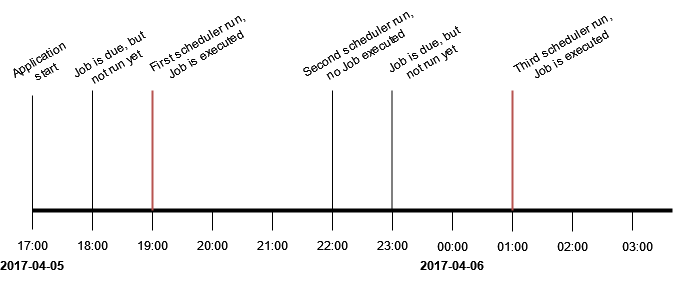 Application
start
Job is due, but
not run yet
First scheduler run,
Job is executed
Second scheduler run,
no Job executed
Job is due, but
not run yet
Third scheduler run,
Job is executed
17:00 18:00 19:00 20:00 21:00 22:00 23:00 00:00 01:00 02:00 03:00
2017-04-05 2017-04-06